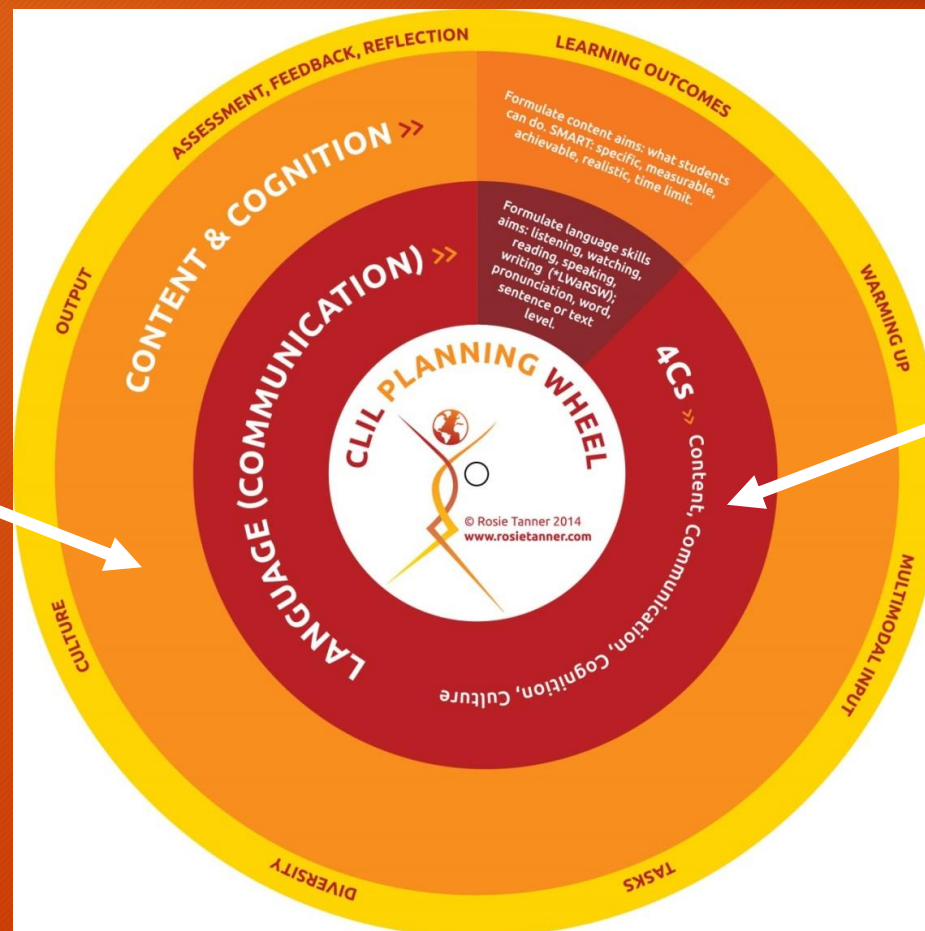 ASSESSMENT, FEEDBACK, REFLECTION
LEARNING OUTCOMES
WARMING UP
MULTIMODAL INPUT
TASKS
DIVERSITY
CULTURE
OUTPUT
CONTENT & COGNITION >>
Formulate content aims: what students
can do. SMART: specific, measurable,
achievable, realistic, time limit.
LANGUAGE (COMMUNICATION) >>
Formulate language skills
aims: listening, watching,
reading, speaking,
writing (*LWaRSW);
pronunciation, word,
sentence or text
level.
4Cs >> Content, Communication, Cognition, Culture
CLIL PLANNING WHEEL
© Rosie Tanner 2014
www.rosietanner.com